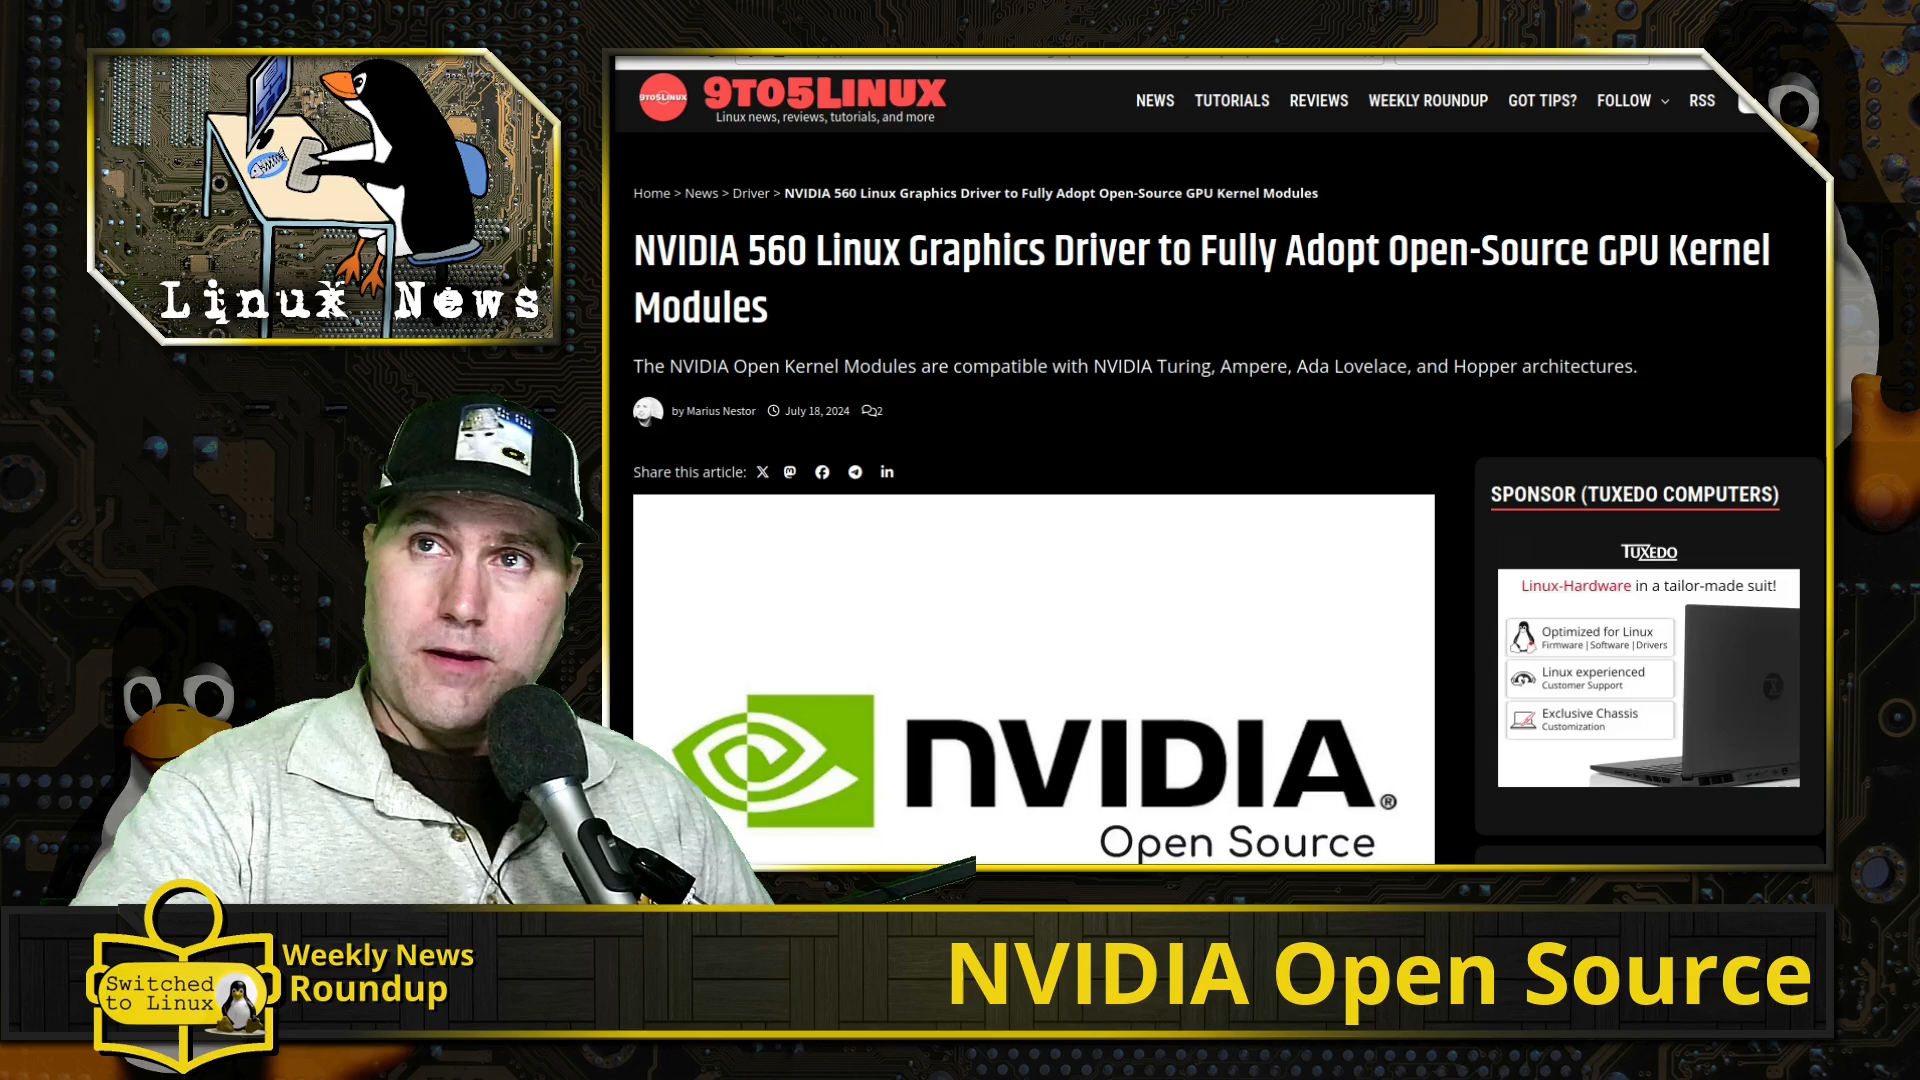 Linux News
9TO5LINUX
9TO5LINUX
Linux news, reviews, tutorials, and more
NEWS TUTORIALS REVIEWS WEEKLY ROUNDUP GOT TIPS? FOLLOW RSS
Home > News > Driver > NVIDIA 560 Linux Graphics Driver to Fully Adopt Open-Source GPU Kernel Modules
NVIDIA 560 Linux Graphics Driver to Fully Adopt Open-Source GPU Kernel
Modules
The NVIDIA Open Kernel Modules are compatible with NVIDIA Turing, Ampere, Ada Lovelace, and Hopper architectures.
by Marius Nestor July 18, 2024 2
Share this article:
SPONSOR (TUXEDO COMPUTERS)
TUXEDO
Linux-Hardware in a tailor-made suit!
Optimized for Linux
Firmware | Software | Drivers
Linux experienced
Customer Support
Exclusive Chassis
Customization
nVIDIA®
Open Source
Switched
to Linux
Weekly News
Roundup
NVIDIA Open Source